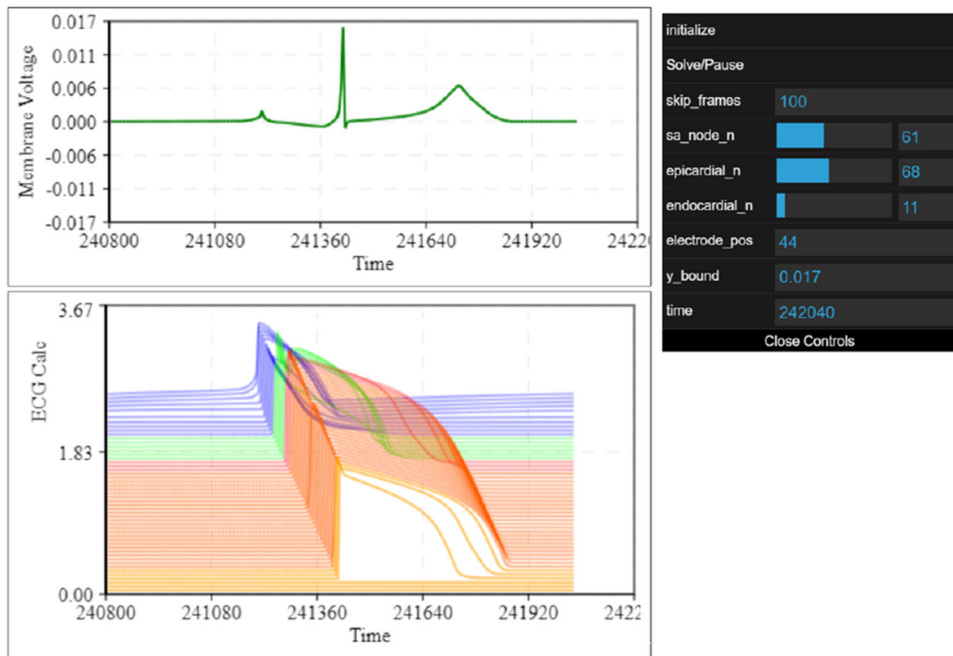 0.017
0.011
0.006
0.000
-0.006
-0.011
-0.017
Membrane Voltage
240800 241080 241360 241640 241920 24220
Time
3.67
1.83
0.00
ECG Calc
240800 241080 241360 241640 241920 2422
Time
initialize
Solve/Pause
skip_frames 100
sa_node_n 61
epicardial_n 68
endocardial_n 11
electrode_pos 44
y_bound 0.017
time 242040
Close Controls